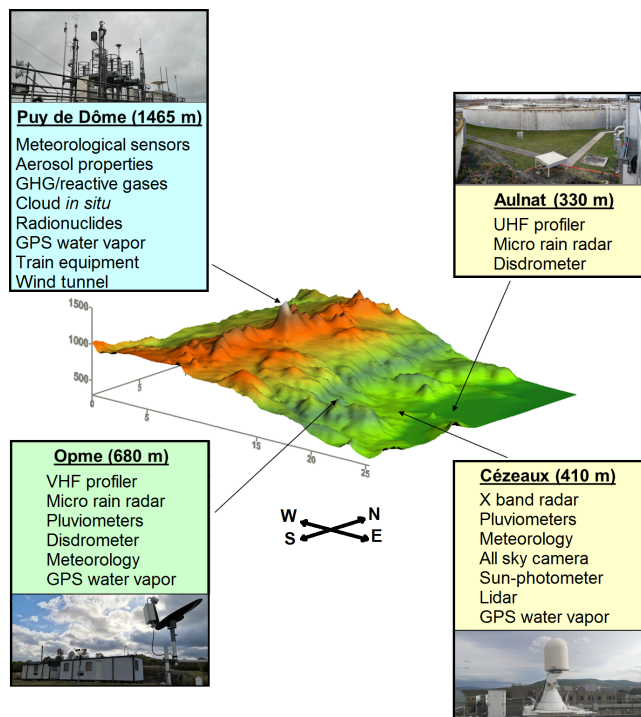 Puy de Dôme (1465 m)
Meteorological sensors
Aerosol properties
GHG/reactive gases
Cloud in situ
Radionuclides
GPS water vapor
Train equipment
Wind tunnel
Aulnat (330 m)
UHF profiler
Micro rain radar
Disdrometer
1500
1000
500
0
5
5
15
20
25
Opme (680 m)
VHF profiler
Micro rain radar
Pluviometers
Disdrometer
Meteorology
GPS water vapor
W
N
S
E
Cézeaux (410 m)
X band radar
Pluviometers
Meteorology
All sky camera
Sun-photometer
Lidar
GPS water vapor